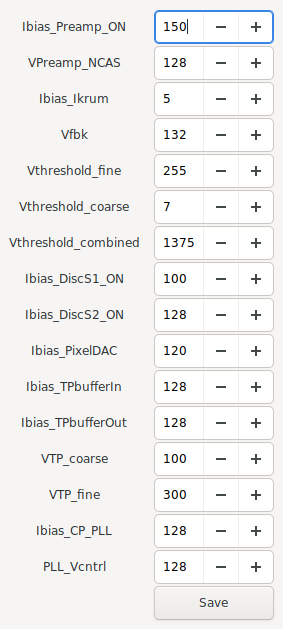 Ibias_Preamp_ON 150
VPreamp_NCAS 128
Ibias_Ikrum 5
Vfbk 132
Vthreshold_fine 255
Vthreshold_coarse 7
Vthreshold_combined 1375
Ibias_DiscS1_ON 100
Ibias_DiscS2_ON 128
Ibias_PixelDAC 120
Ibias_TPbufferIn 128
Ibias_TPbufferOut 128
VTP_coarse 100
VTP_fine 300
Ibias_CP_PLL 128
PLL_Vcntrl 128
Save